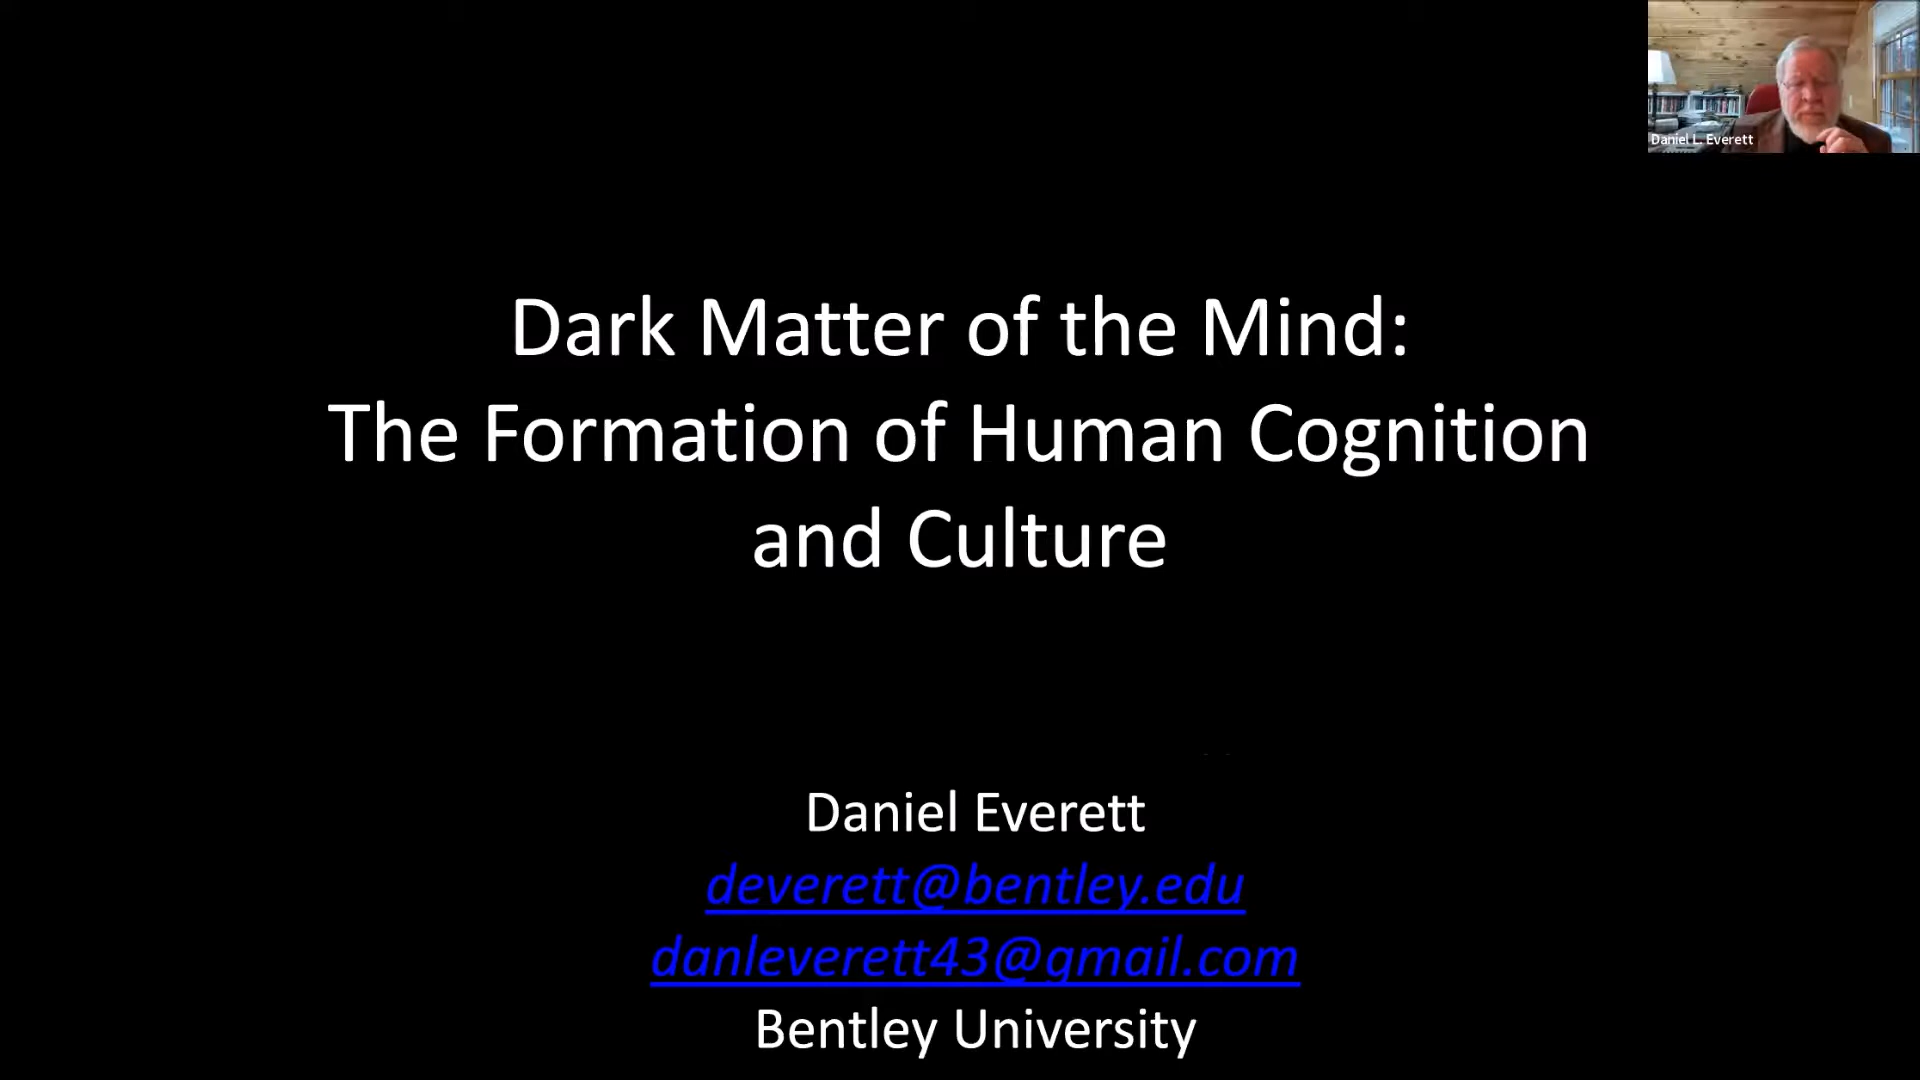 Daniel L. Everett
Dark Matter of the Mind:
The Formation of Human Cognition
and Culture
Daniel Everett
deverett@bentley.edu
danleverett43@gmail.com
Bentley University